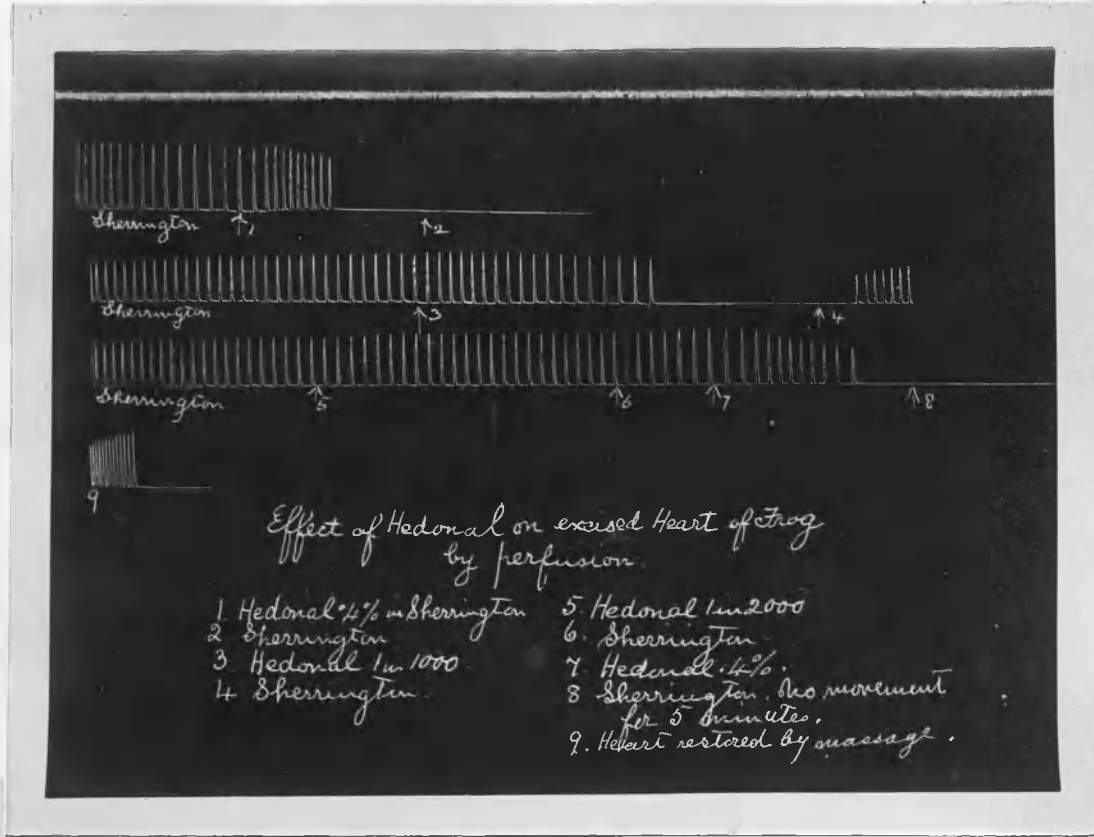 Sherrington ↑1 ↑2
Sherrington ↑3 ↑4
Sherrington ↑5 ↑6 ↑7 ↑8
9
Effect of Hedonal on excised Heart of Frog
by perfusion.
1 Hedonal ·4% in Sherrington
2 Sherrington
3 Hedonal 1 in 1000
4 Sherrington.
5. Hedonal 1 in 2000
6. Sherrington
7 Hedonal ·4%.
8 Sherrington. No movement
for 5 minutes.
9. Heart restored by massage.